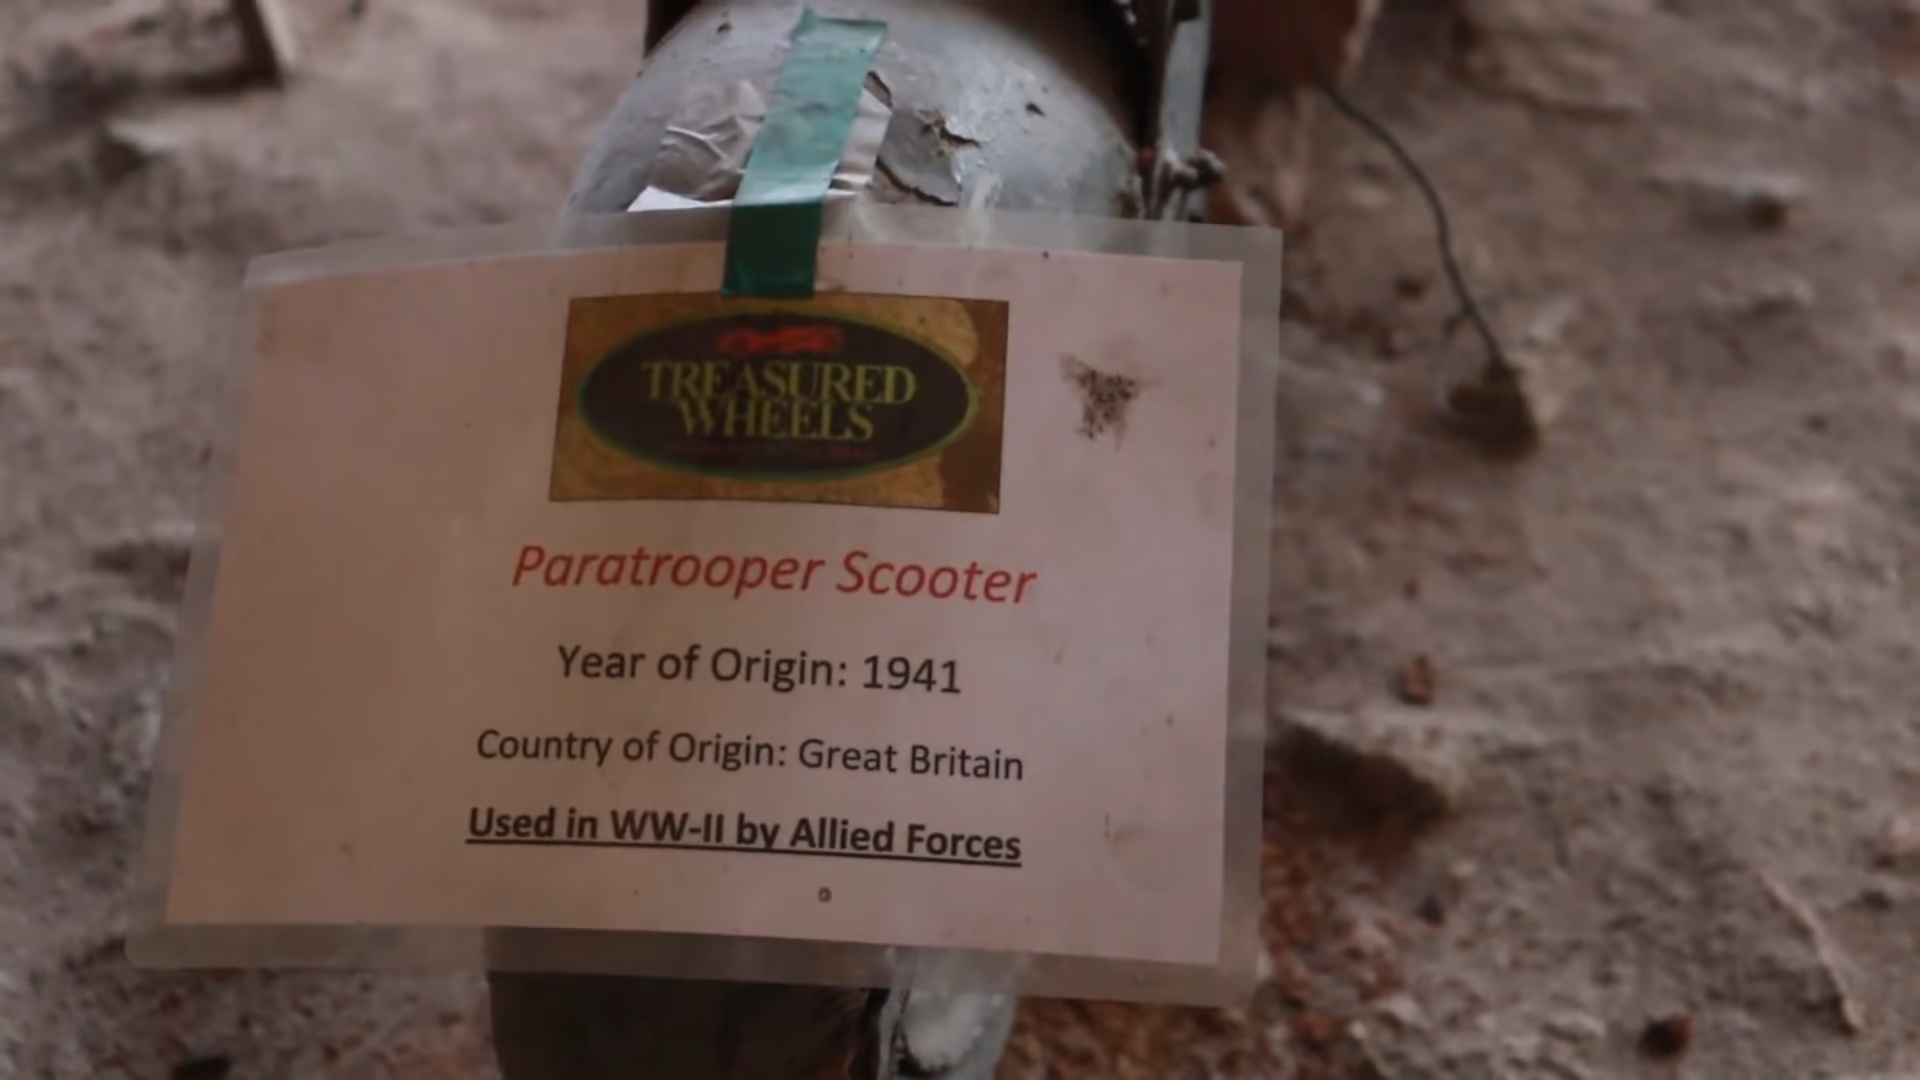 TREASURED
WHEELS
Paratrooper Scooter
Year of Origin: 1941
Country of Origin: Great Britain
Used in WW-II by Allied Forces